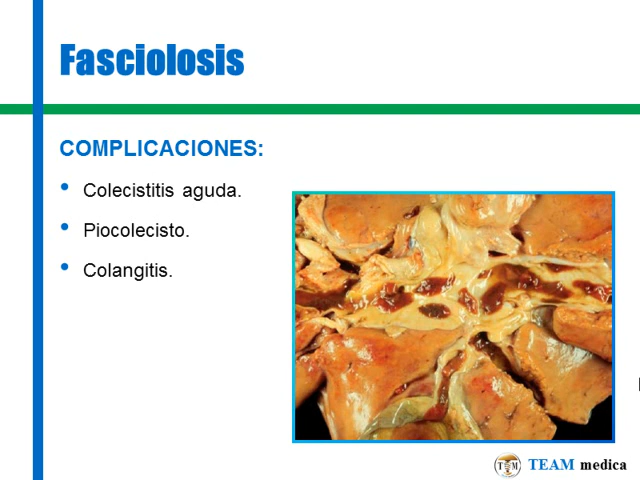 Fasciolosis
COMPLICACIONES:
• Colecistitis aguda.
• Piocolecisto.
• Colangitis.
TEAM medica